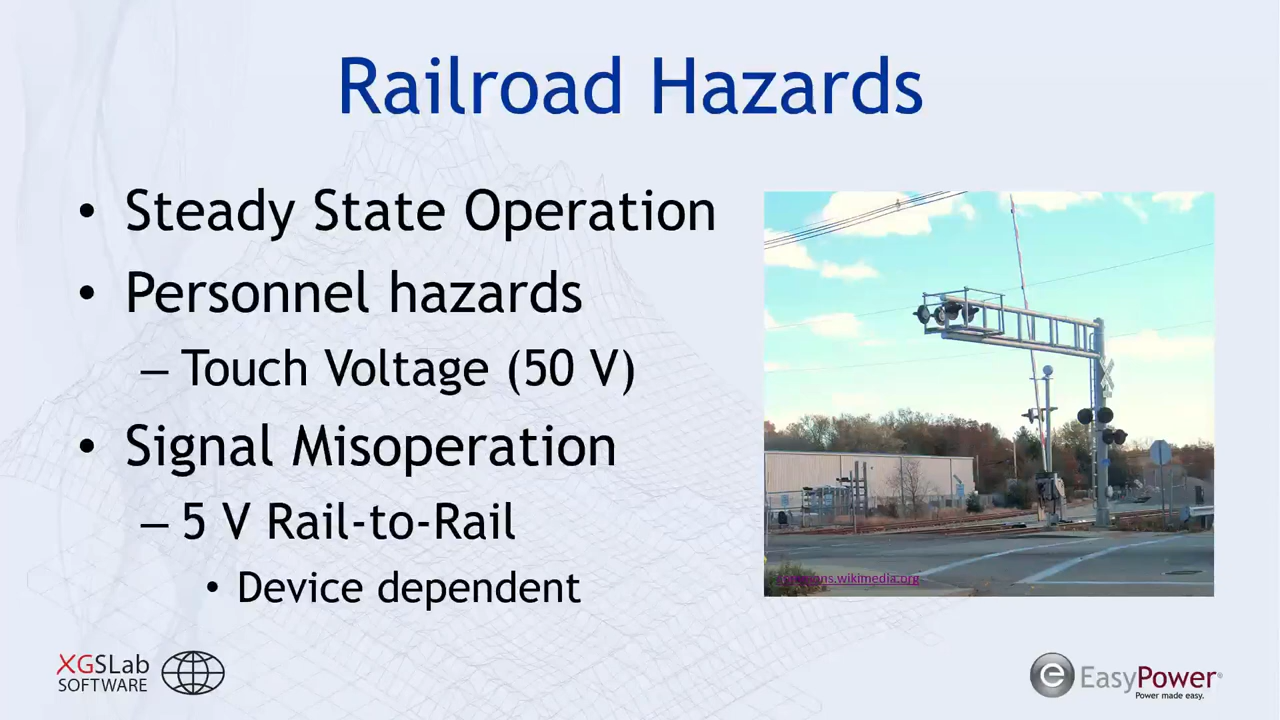 Railroad Hazards
• Steady State Operation
• Personnel hazards
– Touch Voltage (50 V)
• Signal Misoperation
– 5 V Rail-to-Rail
• Device dependent
commons.wikimedia.org
XGSLab
SOFTWARE
e EasyPower®
Power made easy.